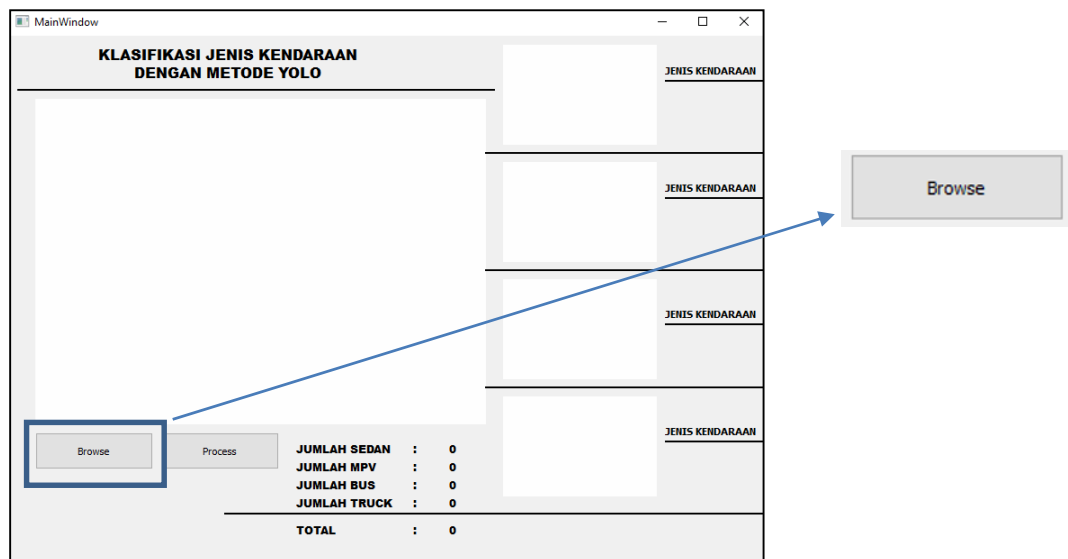 MainWindow
KLASIFIKASI JENIS KENDARAAN
DENGAN METODE YOLO
JENIS KENDARAAN
JENIS KENDARAAN
JENIS KENDARAAN
JENIS KENDARAAN
Browse
Process
JUMLAH SEDAN : 0
JUMLAH MPV : 0
JUMLAH BUS : 0
JUMLAH TRUCK : 0
TOTAL : 0
Browse